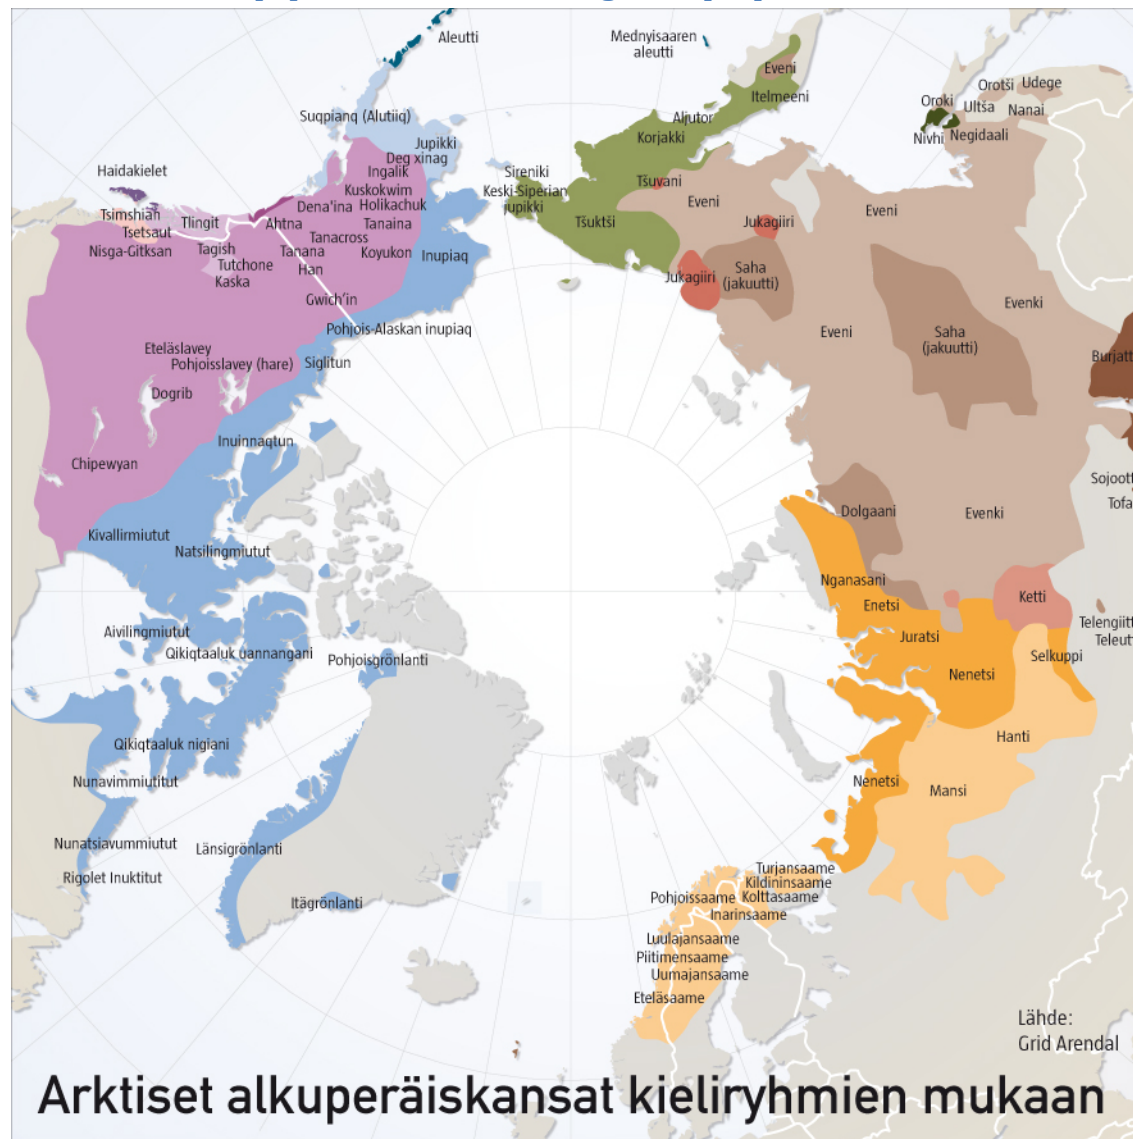 Aleutti
Mednyisaaren
aleutti
Eveni
Itelmeeni
Aljutor
Korjakki
Orotši
Udege
Oroki
Ultša
Nanai
Nivhi
Negidaali
Suqpianq (Alutiiq)
Jupikki
Deg xinag
Ingalik
Kuskokwim
Holikachuk
Dena'ina
Tanaina
Ahtna
Tanacross
Tanana
Koyukon
Han
Inupiaq
Gwich'in
Haidakielet
Tsimshian
Tsetsaut
Tlingit
Nisga-Gitksan
Tagish
Tutchone
Kaska
Sireniki
Keski-Siperian
jupikki
Tšuvani
Tšuktši
Eveni
Jukagiiri
Eveni
Jukagiiri
Saha
(jakuutti)
Evenki
Eveni
Saha
(jakuutti)
Burjatt
Pohjois-Alaskan inupiaq
Eteläslavey
Pohjoisslavey (hare)
Siglitun
Dogrib
Inuinnaqtun
Chipewyan
Kivallirmiutut
Natsilingmiutut
Sojoott
Tofa
Dolgaani
Evenki
Nganasani
Enetsi
Ketti
Juratsi
Telengiitt
Teleut
Selkuppi
Nenetsi
Aivilingmiutut
Qikiqtaaluk uannangani
Pohjoisgrönlanti
Qikiqtaaluk nigiani
Nunavimmiutitut
Hanti
Nenetsi
Mansi
Nunatsiavummiutut
Länsigrönlanti
Rigolet Inuktitut
Itägrönlanti
Turjansaame
Kildininsaame
Pohjoissaame
Kolttasaame
Inarinsaame
Luulajansaame
Piitimensaame
Uumajansaame
Eteläsaame
Lähde:
Grid Arendal
Arktiset alkuperäiskansat kieliryhmien mukaan